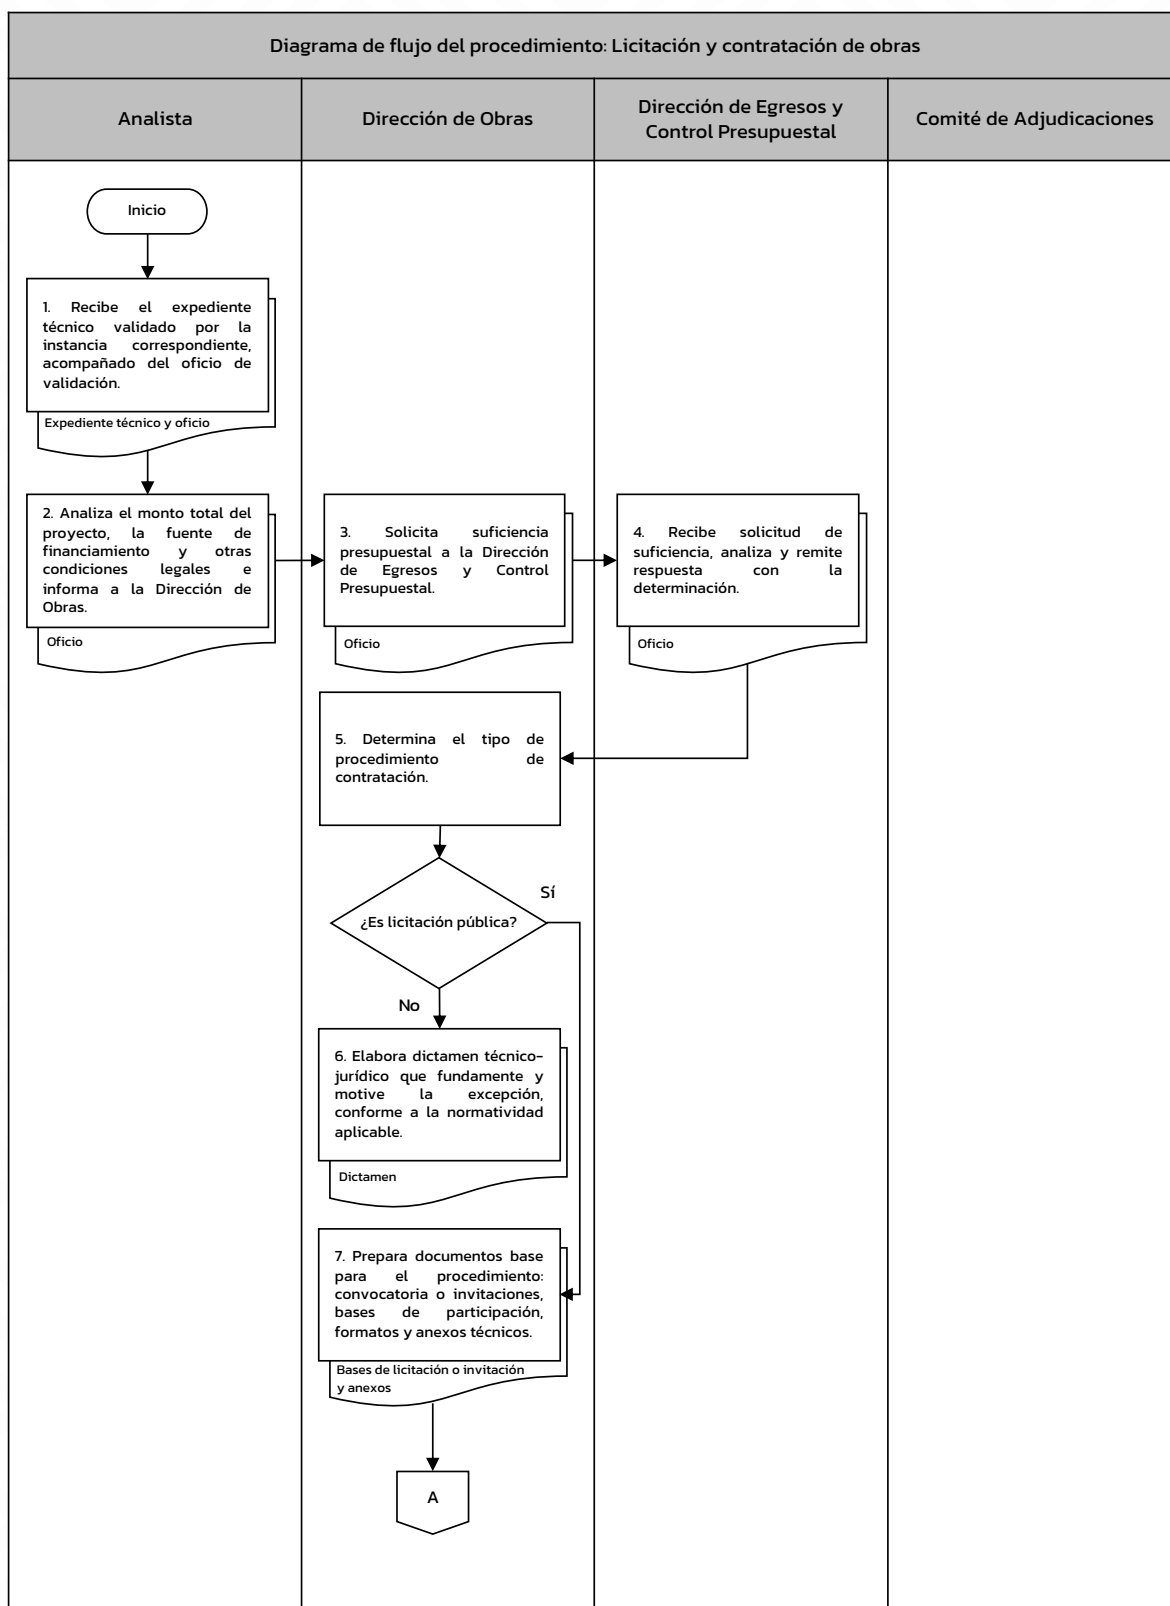 Diagrama de flujo del procedimiento: Licitación y contratación de obras
Analista
Dirección de Obras
Dirección de Egresos y
Control Presupuestal
Comité de Adjudicaciones
Inicio
1. Recibe el expediente
técnico validado por la
instancia correspondiente,
acompañado del oficio de
validación.
Expediente técnico y oficio
2. Analiza el monto total del
proyecto, la fuente de
financiamiento y otras
condiciones legales e
informa a la Dirección de
Obras.
Oficio
3. Solicita suficiencia
presupuestal a la Dirección
de Egresos y Control
Presupuestal.
Oficio
4. Recibe solicitud de
suficiencia, analiza y remite
respuesta con la
determinación.
Oficio
5. Determina el tipo de
procedimiento de
contratación.
¿Es licitación pública?
Sí
No
6. Elabora dictamen técnico-
jurídico que fundamente y
motive la excepción,
conforme a la normatividad
aplicable.
Dictamen
7. Prepara documentos base
para el procedimiento:
convocatoria o invitaciones,
bases de participación,
formatos y anexos técnicos.
Bases de licitación o invitación
y anexos
A